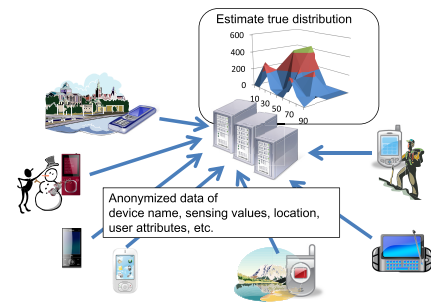 Estimate true distribution
600
400
200
0
10
30
50
70
90
Anonymized data of
device name, sensing values, location,
user attributes, etc.